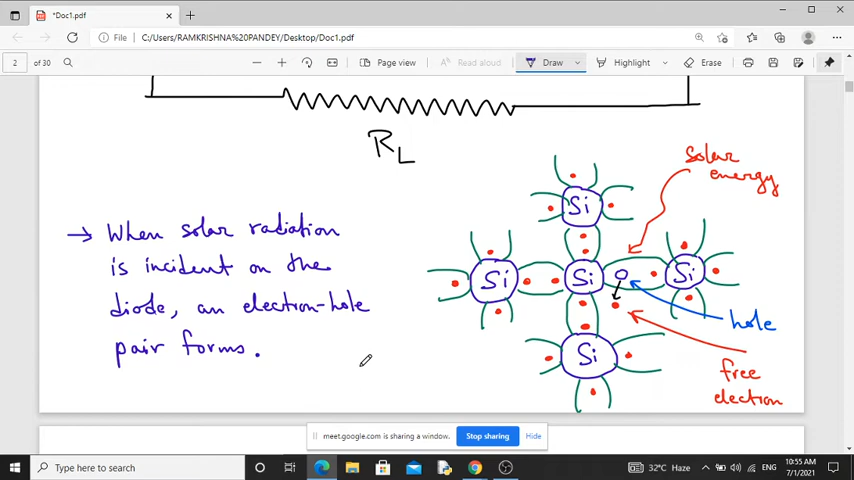 *Doc1.pdf
File
C:/Users/RAMKRISHNA%20PANDEY/Desktop/Doc1.pdf
2 of 30
Page view
Read aloud
Draw
Highlight
Erase
RL
→ When solar radiation
is incident on the
diode, an electron-hole
pair forms.
solar
energy
Si
Si
Si
Si
Si
hole
free
electron
meet.google.com is sharing a window.
Stop sharing
Hide
Type here to search
32°C Haze
ENG
10:55 AM
7/1/2021